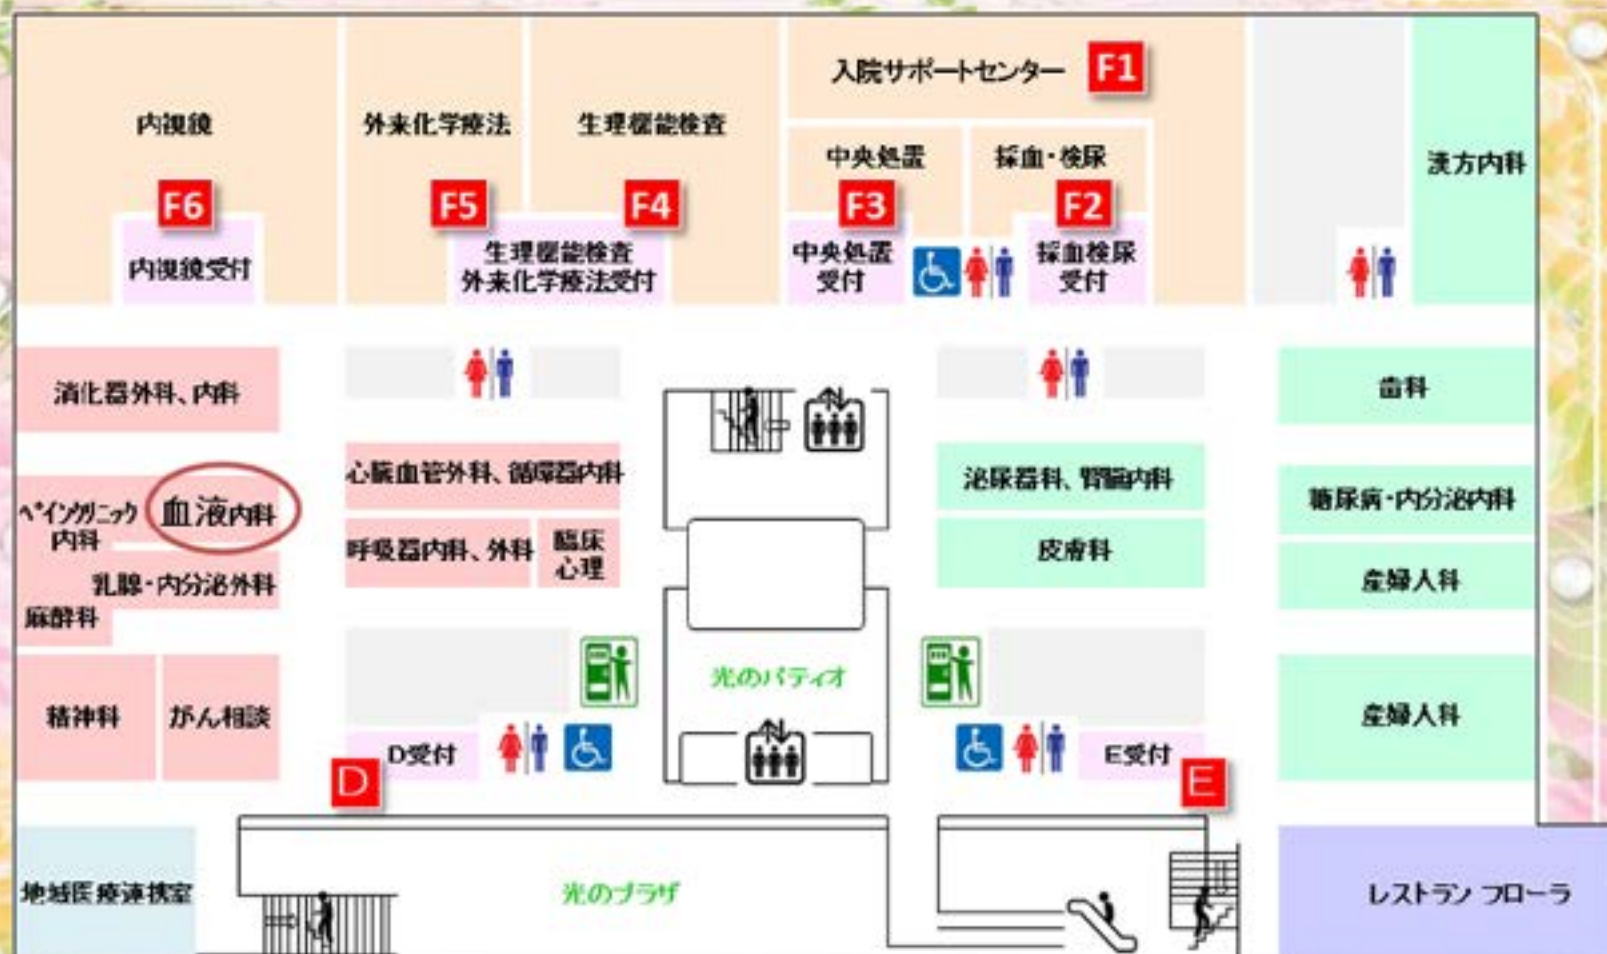 入院サポートセンター F1
内視鏡
外来化学療法
生理機能検査
中央処置
採血・検尿
漢方内科
F6
F5
F4
F3
F2
内視鏡受付
生理機能検査
外来化学療法受付
中央処置
受付
採血検尿
受付
消化器外科、内科
歯科
心臓血管外科、循環器内科
泌尿器科、腎臓内科
ペインクリニック
内科
血液内科
糖尿病・内分泌内科
呼吸器内科、外科
臨床
心理
皮膚科
乳腺・内分泌外科
麻酔科
産婦人科
光のパティオ
精神科
がん相談
産婦人科
D受付
E受付
D
E
地域医療連携室
光のプラザ
レストラン フローラ